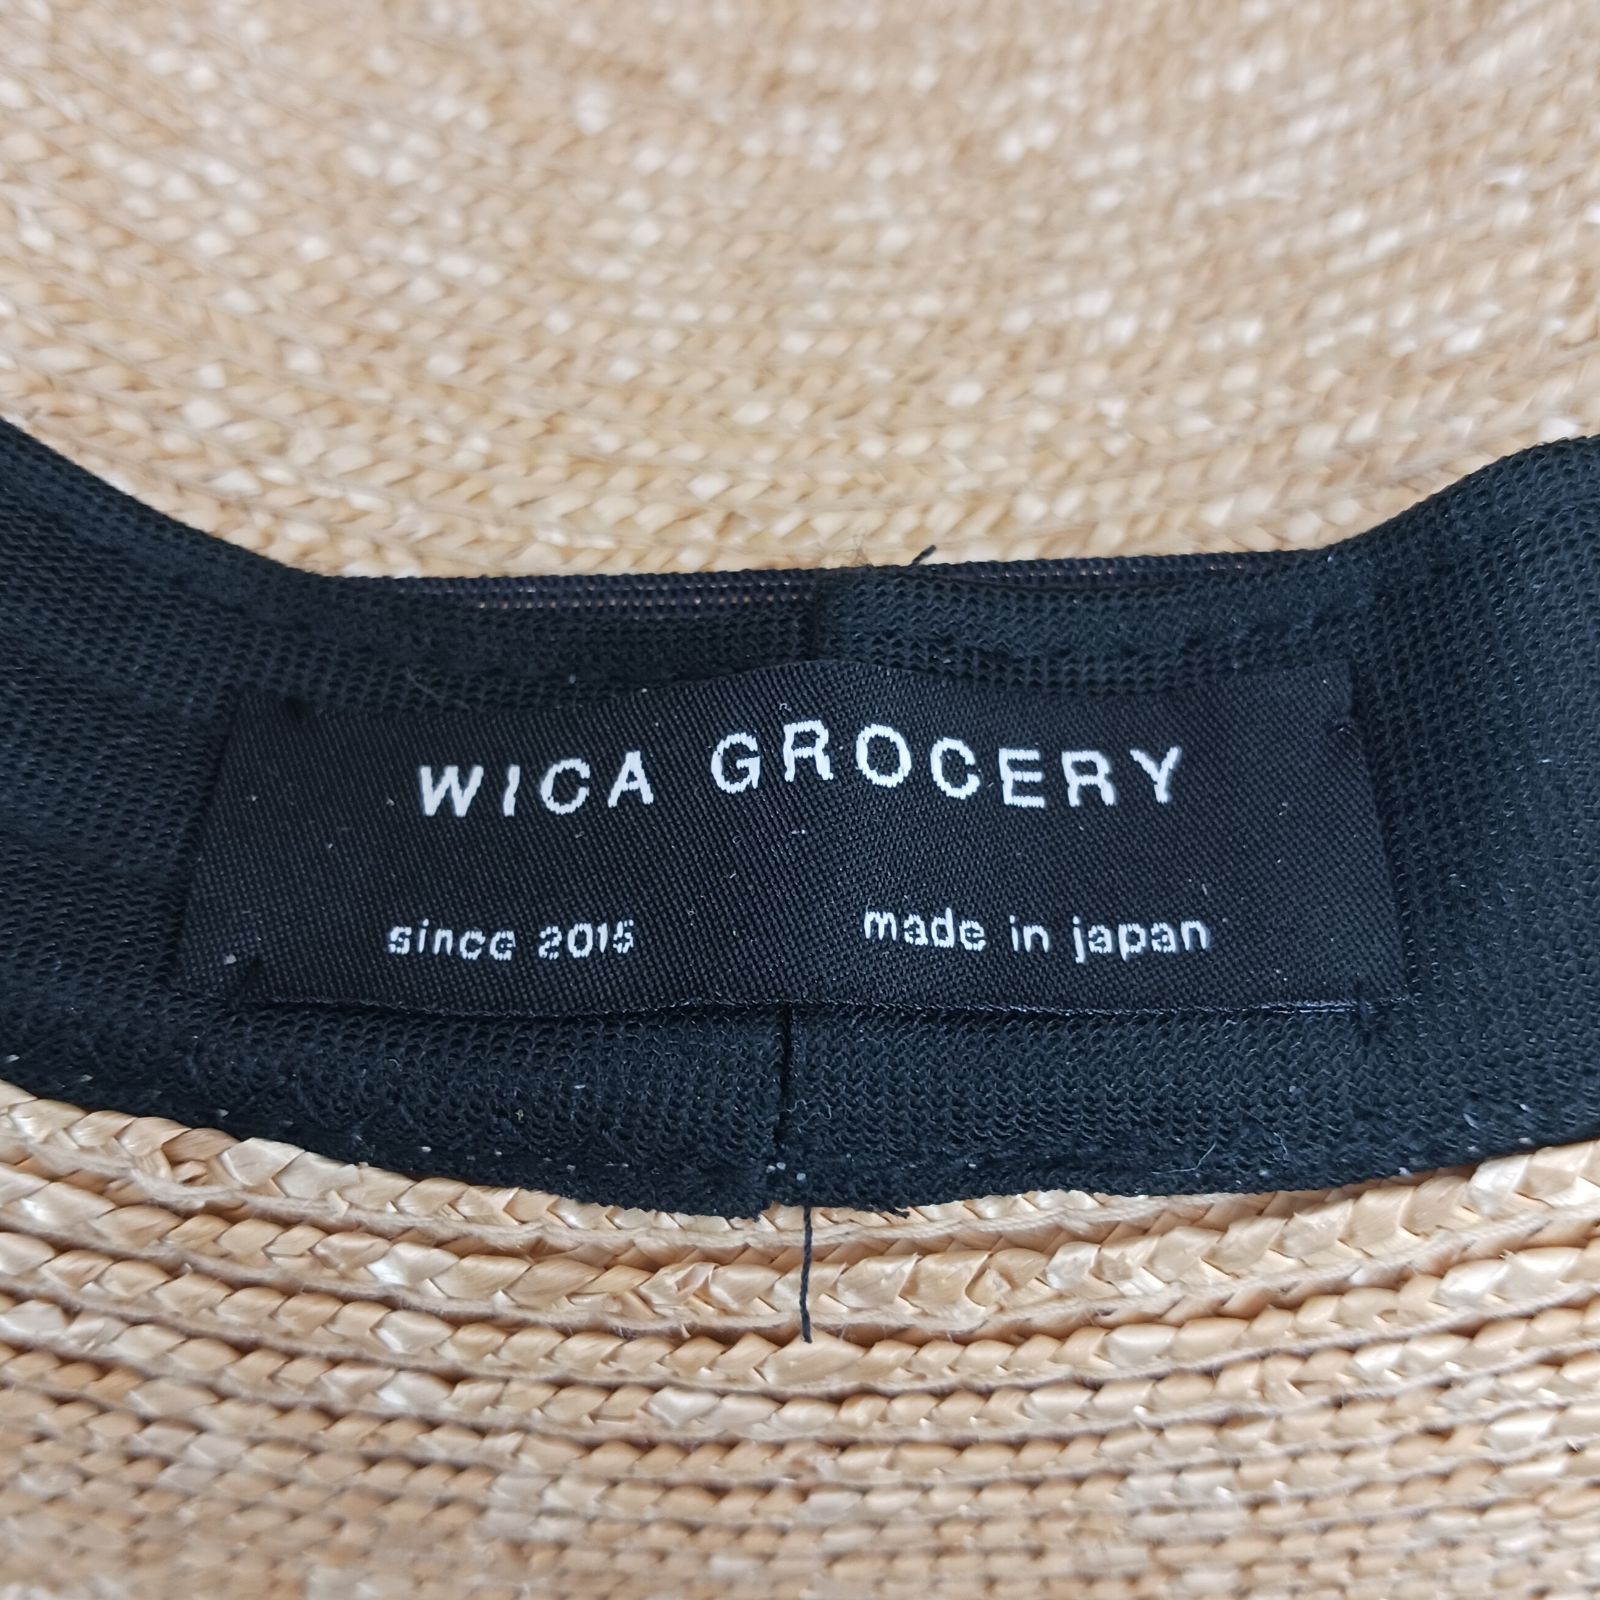 WICA GROCERY
since 2015
made in japan